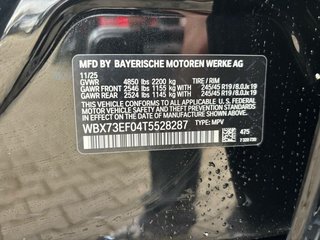 MFD BY: BAYERISCHE MOTOREN WERKE AG
11/25
GVWR 4850 lbs 2200 kg TIRE / RIM
GAWR FRONT 2546 lbs 1155 kg 245/45 R19 / 8.0Jx19
GAWR REAR 2524 lbs 1145 kg 245/45 R19 / 8.0Jx19
THIS VEHICLE CONFORMS TO ALL APPLICABLE FEDERAL MOTOR
VEHICLE SAFETY, BUMPER, AND THEFT PREVENTION STANDARDS
IN EFFECT ON THE DATE OF MANUFACTURE SHOWN ABOVE.
WBX73EF04T5528287 TYPE: MPV
475